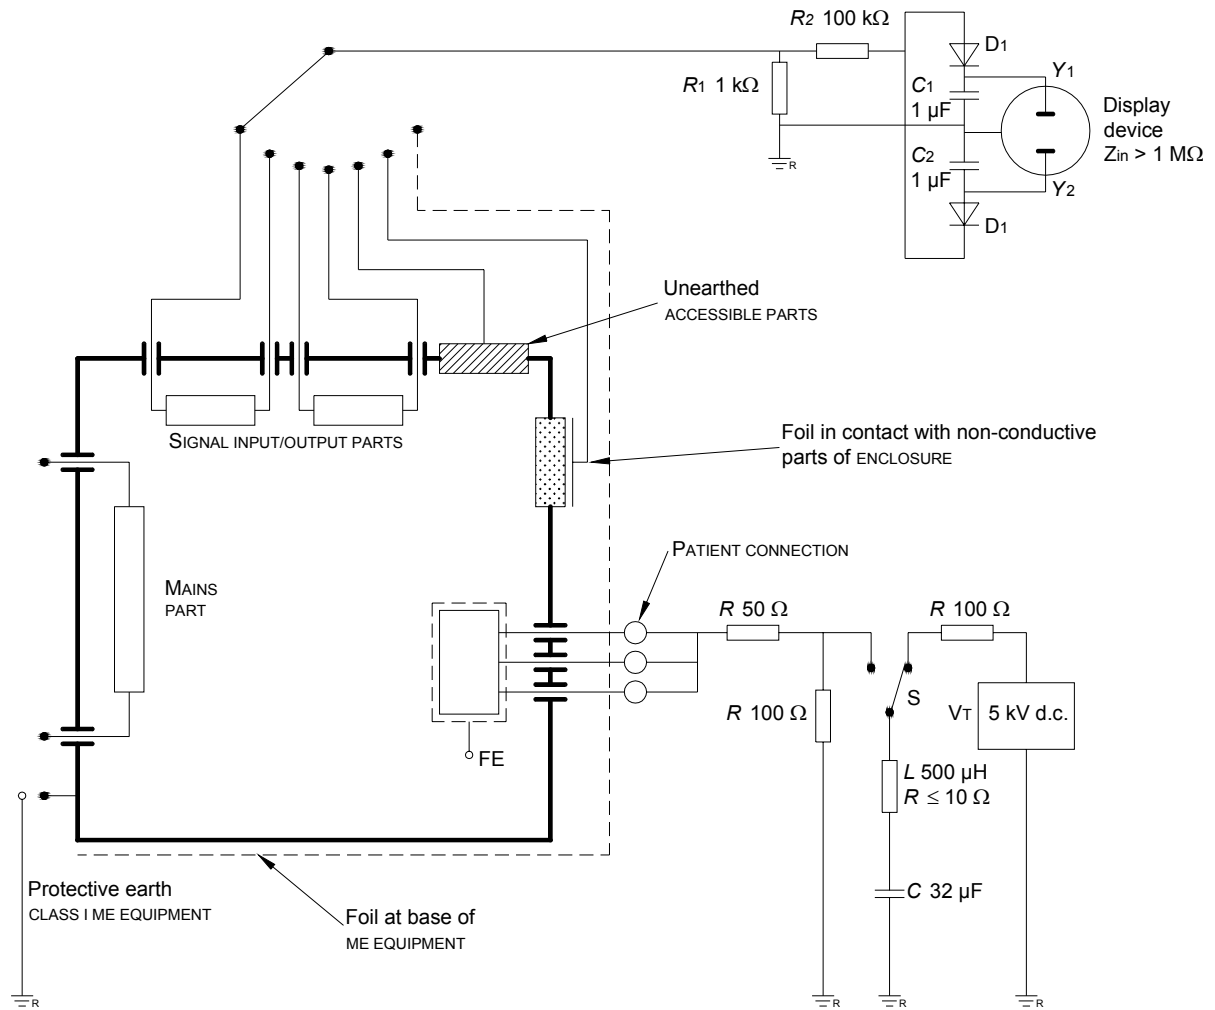 R2 100 kΩ
D1
R1 1 kΩ
C1
1 µF
Y1
Display
device
Zin > 1 MΩ
C2
1 µF
Y2
D1
R
Unearthed
ACCESSIBLE PARTS
SIGNAL INPUT/OUTPUT PARTS
Foil in contact with non-conductive
parts of ENCLOSURE
PATIENT CONNECTION
MAINS
PART
R 50 Ω
R 100 Ω
R 100 Ω
S
VT
5 kV d.c.
FE
L 500 µH
R ≤ 10 Ω
C 32 µF
Protective earth
CLASS I ME EQUIPMENT
Foil at base of
ME EQUIPMENT
R
R
R
R